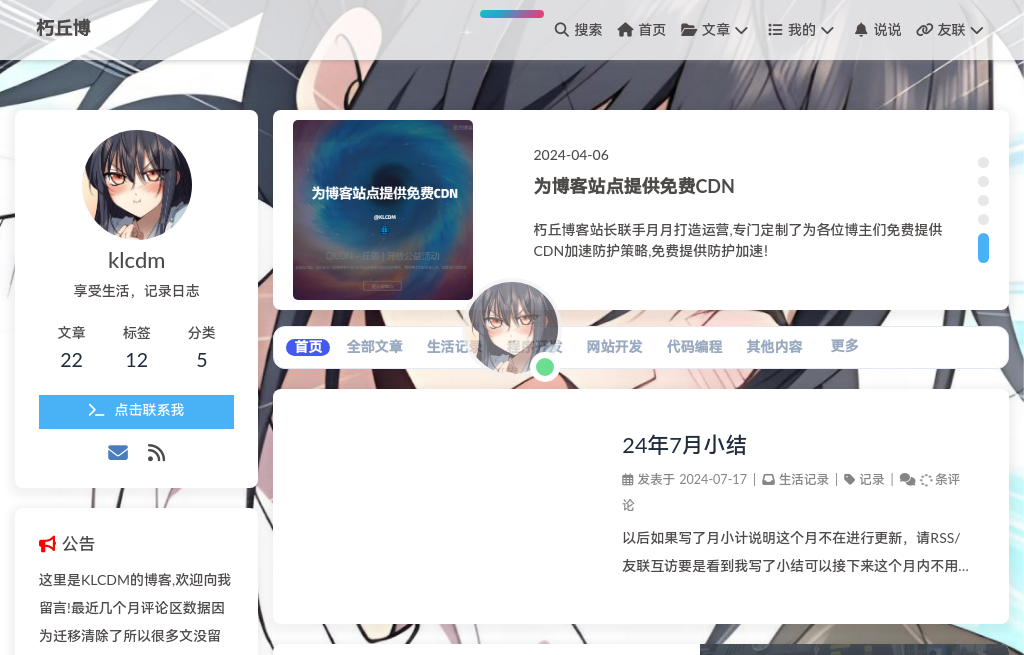 朽丘博
搜索 首页 文章 我的 说说 友联
klcdm
享受生活，记录日志
文章 标签 分类
22 12 5
点击联系我
公告
这里是KLCDM的博客,欢迎向我
留言!最近几个月评论区数据因
为迁移清除了所以很多文没留
为博客站点提供免费CDN
@KLCDM
2024-04-06
为博客站点提供免费CDN
朽丘博客站长联手月月打造运营,专门定制了为各位博主们免费提供
CDN加速防护策略,免费提供防护加速!
首页 全部文章 生活记录 程序开发 网站开发 代码编程 其他内容 更多
24年7月小结
发表于 2024-07-17 | 生活记录 | 记录 | 条评
论
以后如果写了月小计说明这个月不在进行更新，请RSS/
友联互访要是看到我写了小结可以接下来这个月内不用...